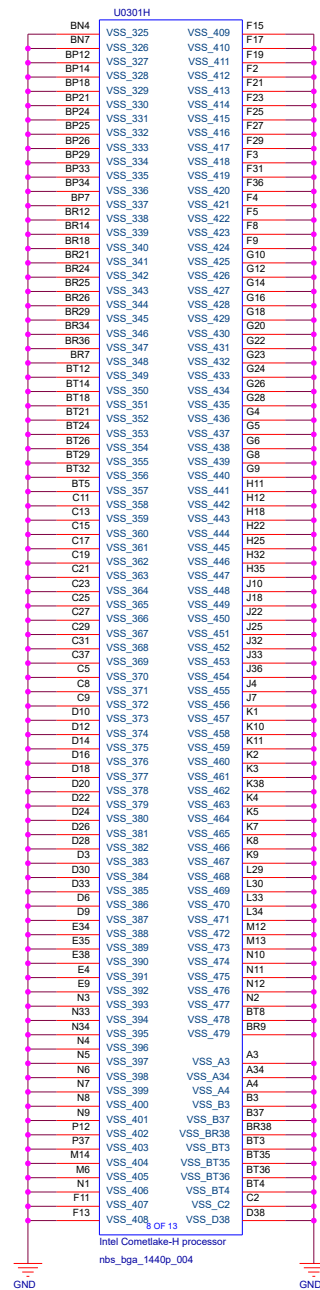 U0301H
BN4 VSS_325 VSS_409 F15
BN7 VSS_326 VSS_410 F17
BP12 VSS_327 VSS_411 F19
BP14 VSS_328 VSS_412 F2
BP18 VSS_329 VSS_413 F21
BP21 VSS_330 VSS_414 F23
BP24 VSS_331 VSS_415 F25
BP25 VSS_332 VSS_416 F27
BP26 VSS_333 VSS_417 F29
BP29 VSS_334 VSS_418 F3
BP33 VSS_335 VSS_419 F31
BP34 VSS_336 VSS_420 F36
BP7 VSS_337 VSS_421 F4
BR12 VSS_338 VSS_422 F5
BR14 VSS_339 VSS_423 F8
BR18 VSS_340 VSS_424 F9
BR21 VSS_341 VSS_425 G10
BR24 VSS_342 VSS_426 G12
BR25 VSS_343 VSS_427 G14
BR26 VSS_344 VSS_428 G16
BR29 VSS_345 VSS_429 G18
BR34 VSS_346 VSS_430 G20
BR36 VSS_347 VSS_431 G22
BR7 VSS_348 VSS_432 G23
BT12 VSS_349 VSS_433 G24
BT14 VSS_350 VSS_434 G26
BT18 VSS_351 VSS_435 G28
BT21 VSS_352 VSS_436 G4
BT24 VSS_353 VSS_437 G5
BT26 VSS_354 VSS_438 G6
BT29 VSS_355 VSS_439 G8
BT32 VSS_356 VSS_440 G9
BT5 VSS_357 VSS_441 H11
C11 VSS_358 VSS_442 H12
C13 VSS_359 VSS_443 H18
C15 VSS_360 VSS_444 H22
C17 VSS_361 VSS_445 H25
C19 VSS_362 VSS_446 H32
C21 VSS_363 VSS_447 H35
C23 VSS_364 VSS_448 J10
C25 VSS_365 VSS_449 J18
C27 VSS_366 VSS_450 J22
C29 VSS_367 VSS_451 J25
C31 VSS_368 VSS_452 J32
C37 VSS_369 VSS_453 J33
C5 VSS_370 VSS_454 J36
C8 VSS_371 VSS_455 J4
C9 VSS_372 VSS_456 J7
D10 VSS_373 VSS_457 K1
D12 VSS_374 VSS_458 K10
D14 VSS_375 VSS_459 K11
D16 VSS_376 VSS_460 K2
D18 VSS_377 VSS_461 K3
D20 VSS_378 VSS_462 K38
D22 VSS_379 VSS_463 K4
D24 VSS_380 VSS_464 K5
D26 VSS_381 VSS_465 K7
D28 VSS_382 VSS_466 K8
D3 VSS_383 VSS_467 K9
D30 VSS_384 VSS_468 L29
D33 VSS_385 VSS_469 L30
D6 VSS_386 VSS_470 L33
D9 VSS_387 VSS_471 L34
E34 VSS_388 VSS_472 M12
E35 VSS_389 VSS_473 M13
E38 VSS_390 VSS_474 N10
E4 VSS_391 VSS_475 N11
E9 VSS_392 VSS_476 N12
N3 VSS_393 VSS_477 N2
N33 VSS_394 VSS_478 BT8
N34 VSS_395 VSS_479 BR9
N4 VSS_396
N5 VSS_397 VSS_A3 A3
N6 VSS_398 VSS_A34 A34
N7 VSS_399 VSS_A4 A4
N8 VSS_400 VSS_B3 B3
N9 VSS_401 VSS_B37 B37
P12 VSS_402 VSS_BR38 BR38
P37 VSS_403 VSS_BT3 BT3
M14 VSS_404 VSS_BT35 BT35
M6 VSS_405 VSS_BT36 BT36
N1 VSS_406 VSS_BT4 BT4
F11 VSS_407 VSS_C2 C2
F13 VSS_408 VSS_D38 D38
8 OF 13
Intel Cometlake-H processor
nbs_bga_1440p_004
GND GND